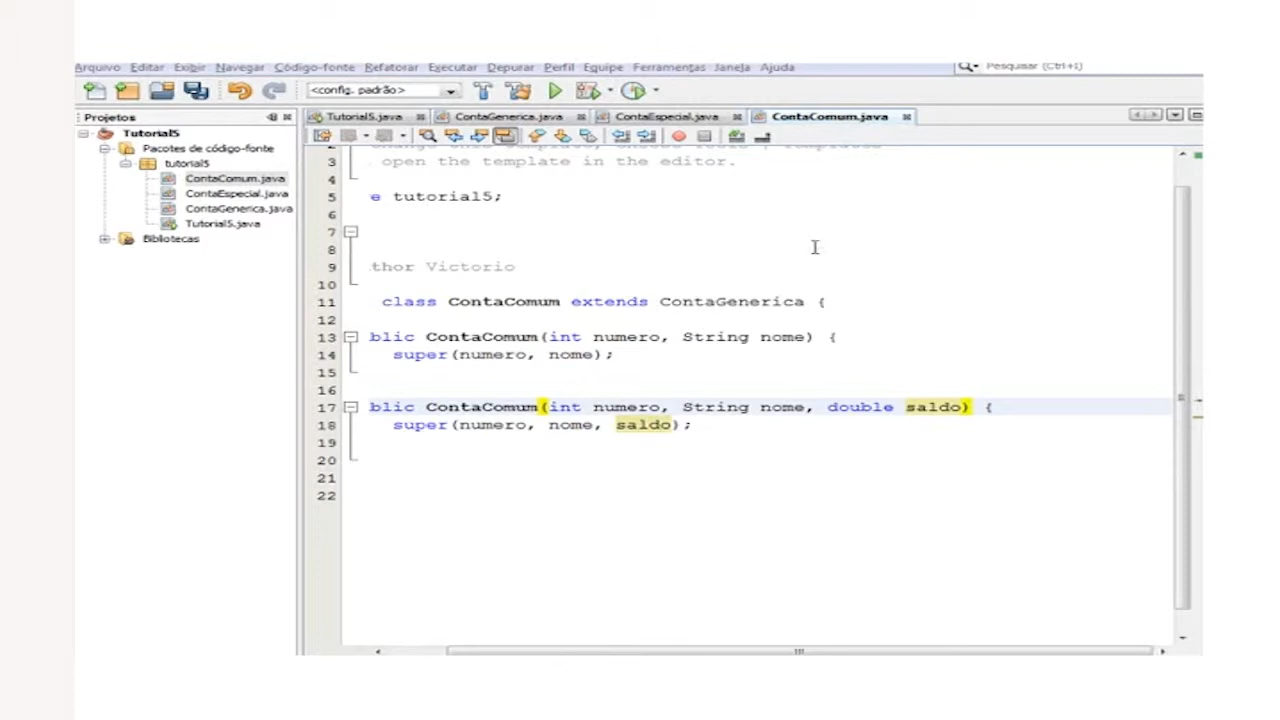 Arquivo Editar Exibir Navegar Código-fonte Refatorar Executar Depurar Perfil Equipe Ferramentas Janela Ajuda
Pesquisar (Ctrl+I)
<config. padrão>
Projetos
Tutorial5.java ContaGenerica.java ContaEspecial.java ContaComum.java
Tutorial5
Pacotes de código-fonte
tutorial5
ContaComum.java
ContaEspecial.java
ContaGenerica.java
Tutorial5.java
Bibliotecas
3 open the template in the editor.
4
5 e tutorial5;
6
7
8
9 thor Victorio
10
11 class ContaComum extends ContaGenerica {
12
13 blic ContaComum(int numero, String nome) {
14 super(numero, nome);
15
16
17 blic ContaComum(int numero, String nome, double saldo) {
18 super(numero, nome, saldo);
19
20
21
22